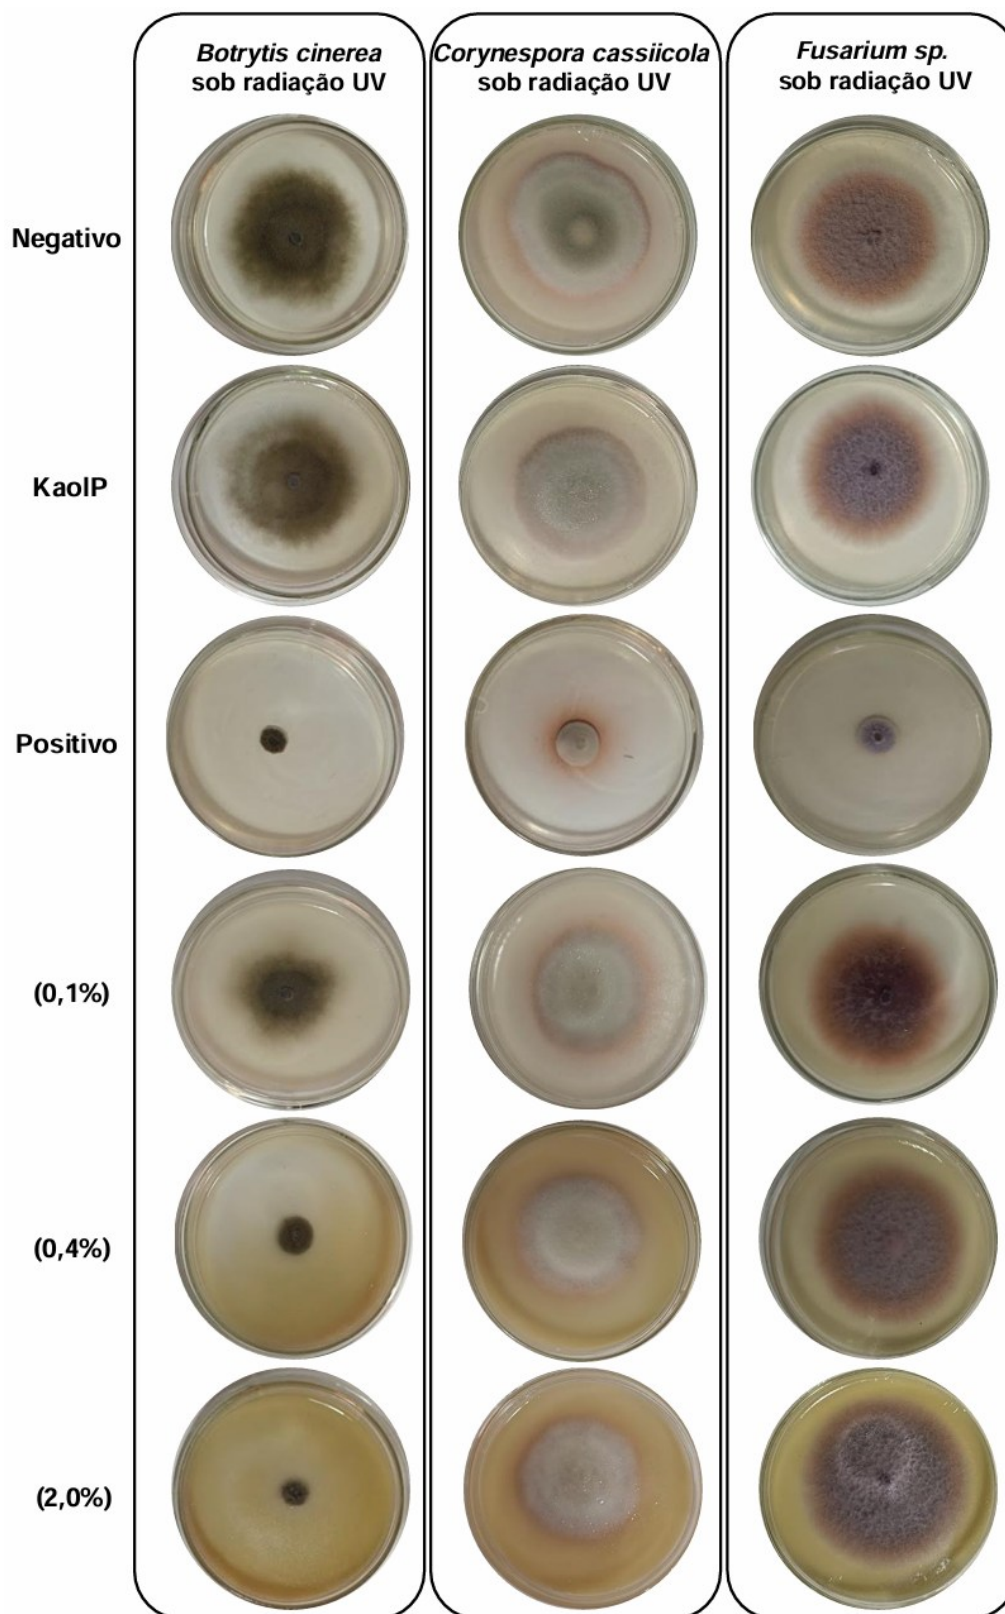 Botrytis cinerea
sob radiação UV
Corynespora cassiicola
sob radiação UV
Fusarium sp.
sob radiação UV
Negativo
KaolP
Positivo
(0,1%)
(0,4%)
(2,0%)